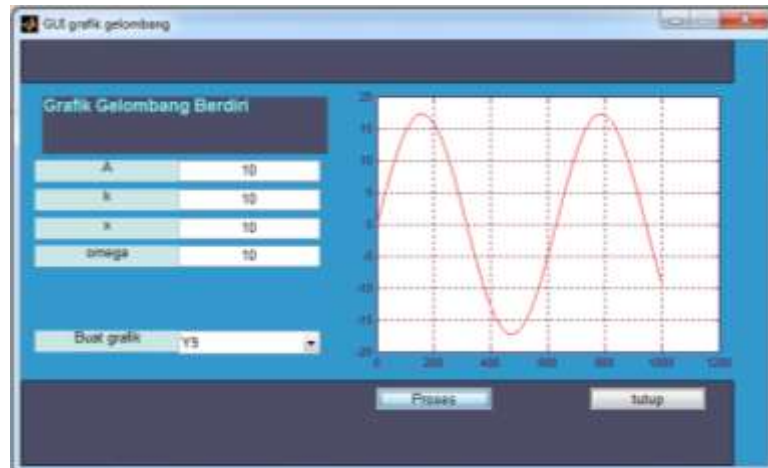 GUI grafik gelombang
Grafik Gelombang Berdiri
A 10
k 10
x 10
omega 10
Buat grafik Y3
20
15
10
5
0
-5
-10
-15
-20
0 200 400 600 800 1000 1200
Proses tutup